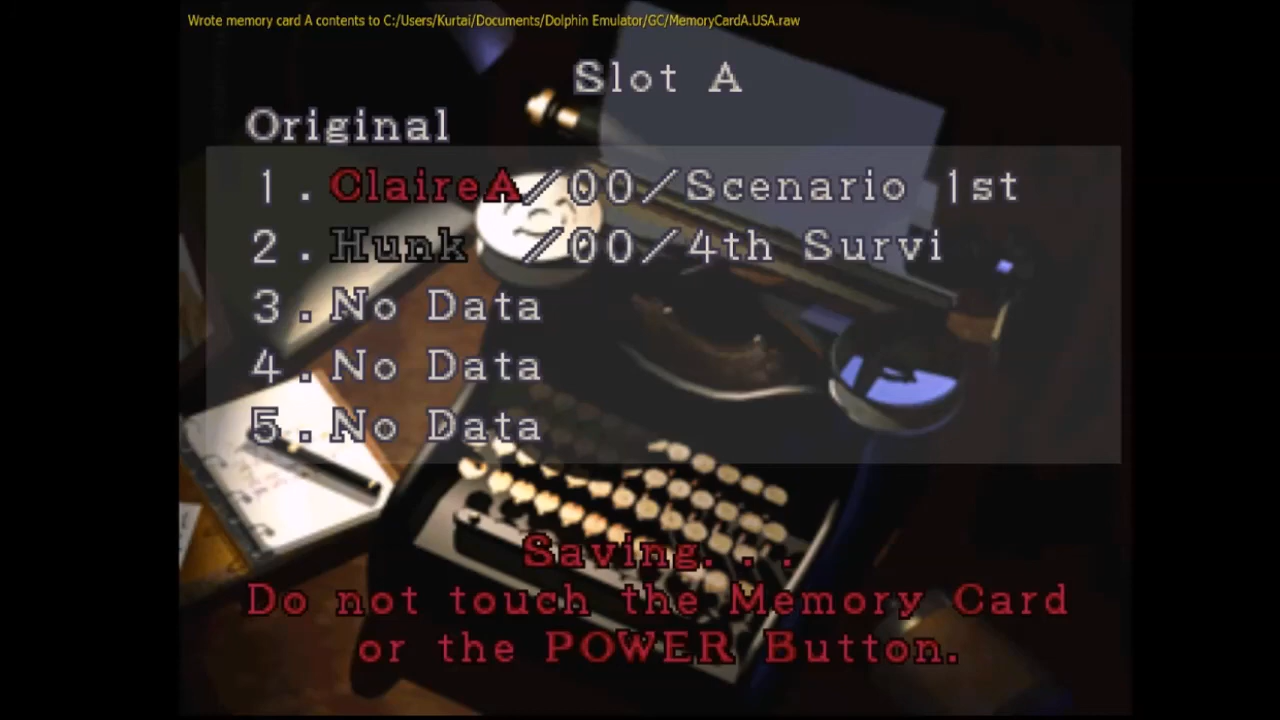 Wrote memory card A contents to C:/Users/Kurtai/Documents/Dolphin Emulator/GC/MemoryCardA.USA.raw
Slot A
Original
1. ClaireA/00/Scenario 1st
2. Hunk /00/4th Survi
3. No Data
4. No Data
5. No Data
Saving. . .
Do not touch the Memory Card
or the POWER Button.